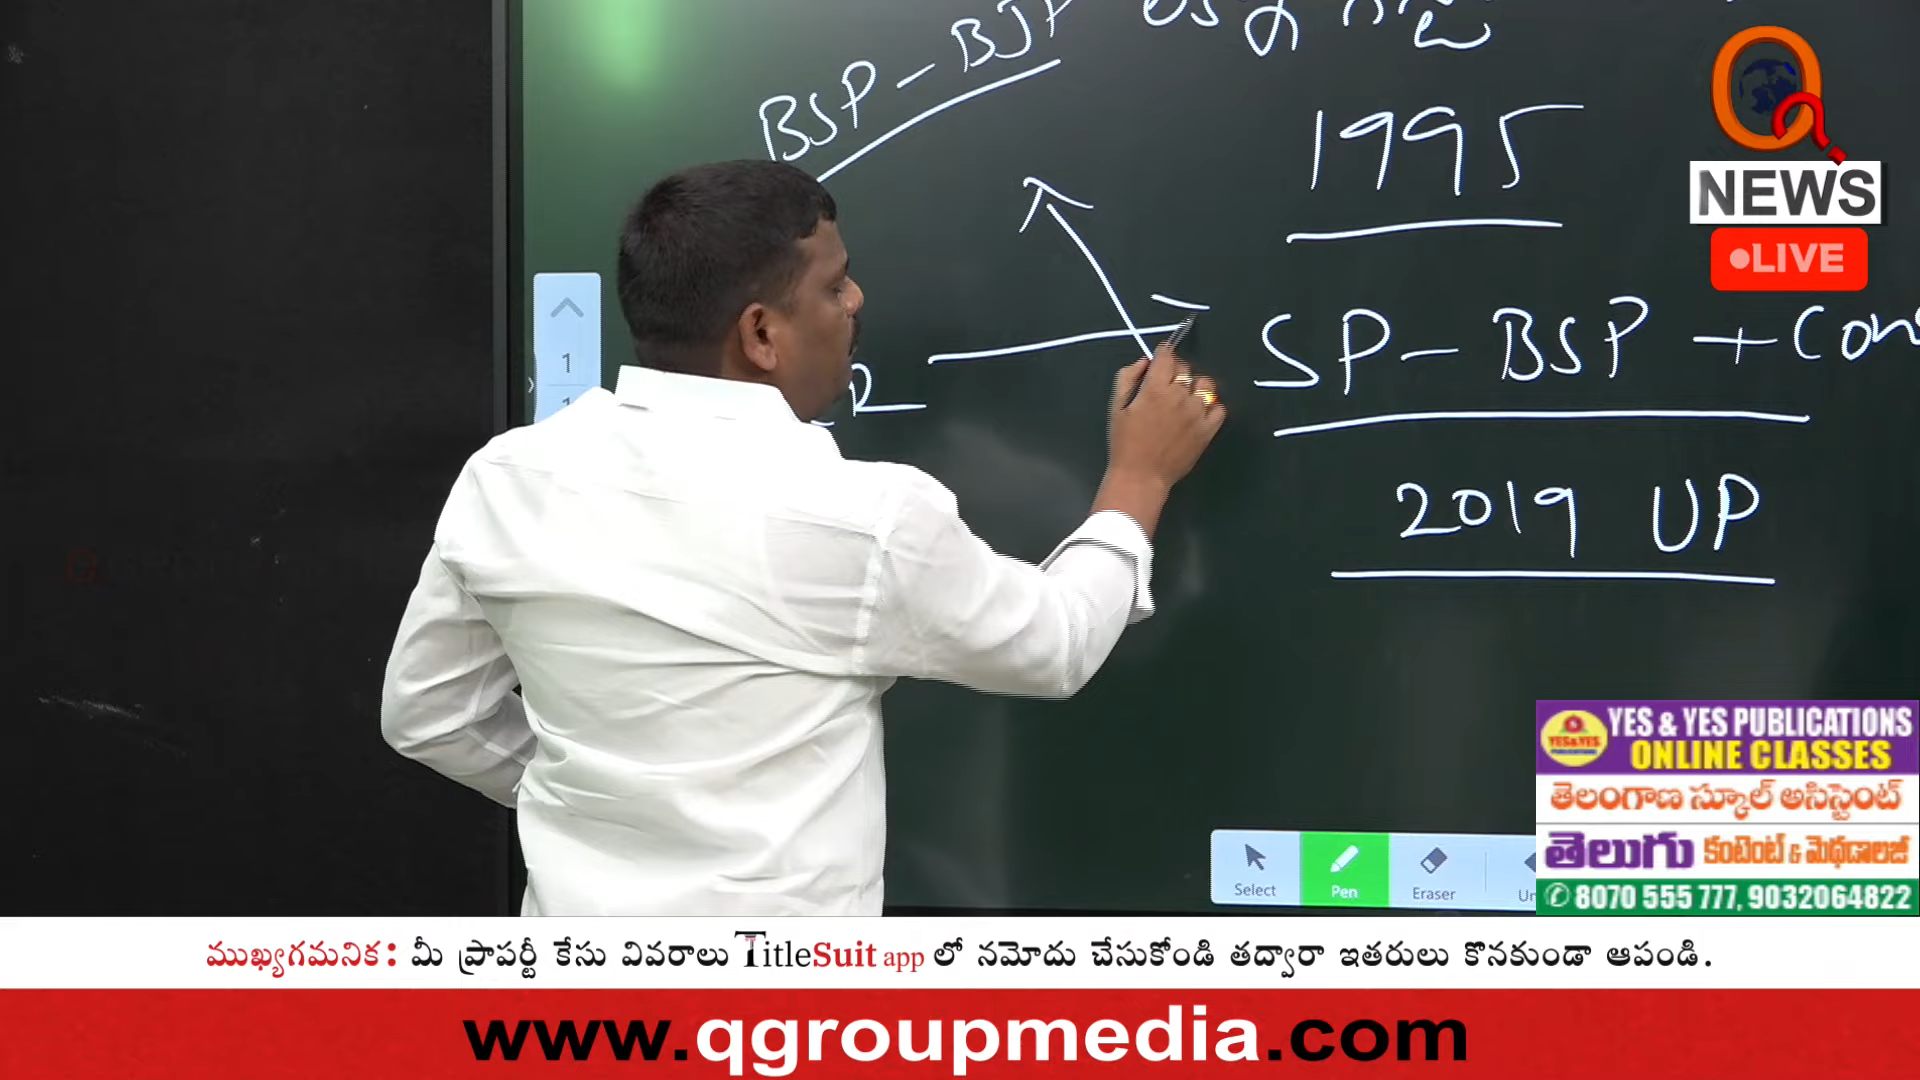 BSP - BJP
1995
SP - BSP + Con
2019 UP
1
Select
Pen
Eraser
Q
NEWS
LIVE
YES & YES PUBLICATIONS
ONLINE CLASSES
తెలంగాణ స్కూల్ అసిస్టెంట్
తెలుగు కంటెంట్ & మెథడాలజీ
8070 555 777, 9032064822
ముఖ్యగమనిక: మీ ప్రాపర్టీ కేసు వివరాలు TitleSuit app లో నమోదు చేసుకోండి తద్వారా ఇతరులు కొనకుండా ఆపండి.
www.qgroupmedia.com